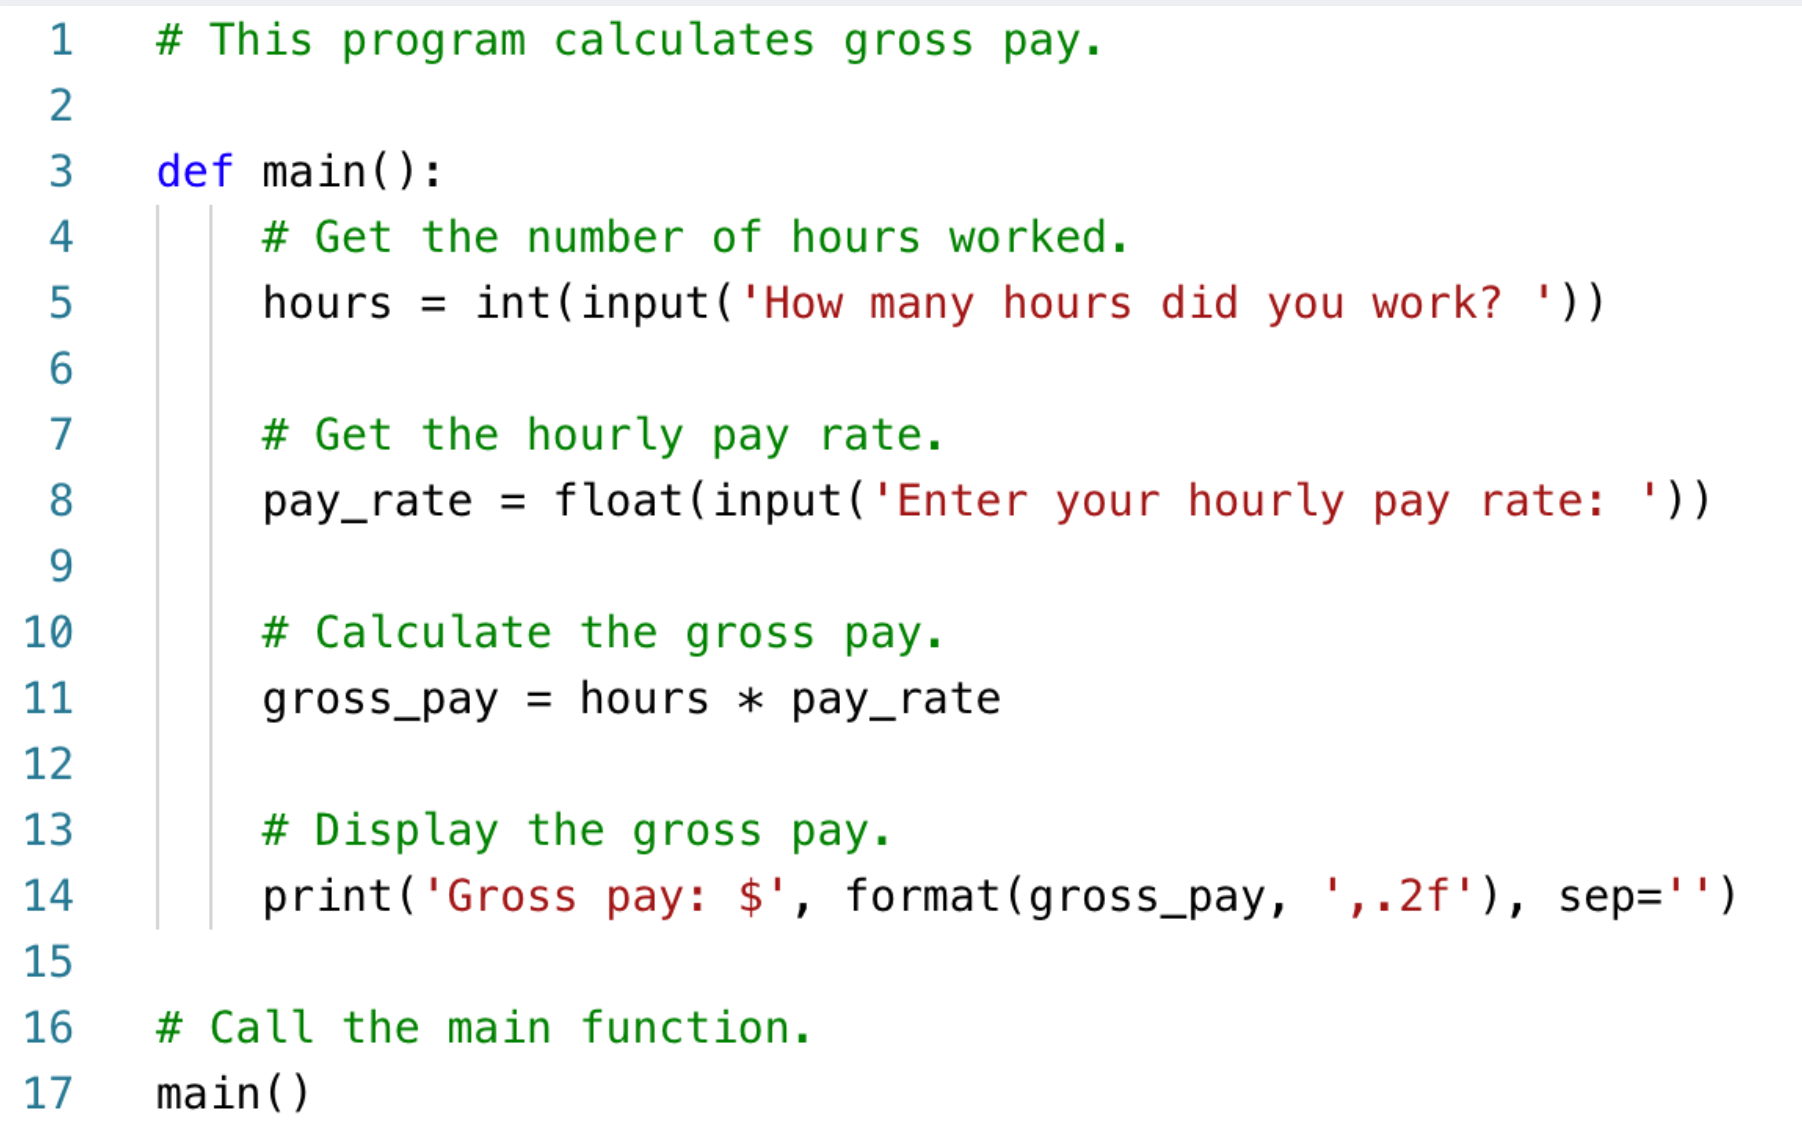 1 # This program calculates gross pay.
2
3 def main():
4     # Get the number of hours worked.
5     hours = int(input('How many hours did you work? '))
6
7     # Get the hourly pay rate.
8     pay_rate = float(input('Enter your hourly pay rate: '))
9
10     # Calculate the gross pay.
11     gross_pay = hours * pay_rate
12
13     # Display the gross pay.
14     print('Gross pay: $', format(gross_pay, ',.2f'), sep='')
15
16 # Call the main function.
17 main()